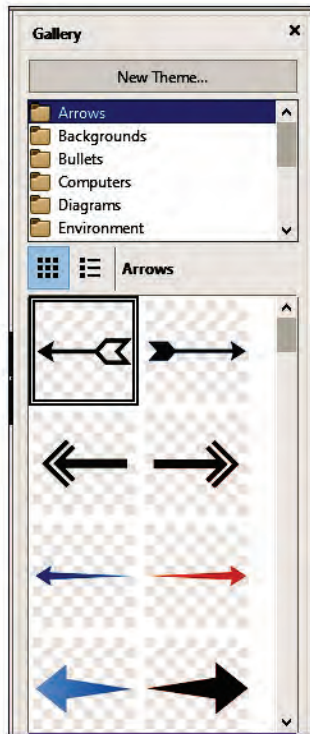 Gallery
New Theme...
Arrows
Backgrounds
Bullets
Computers
Diagrams
Environment
Arrows